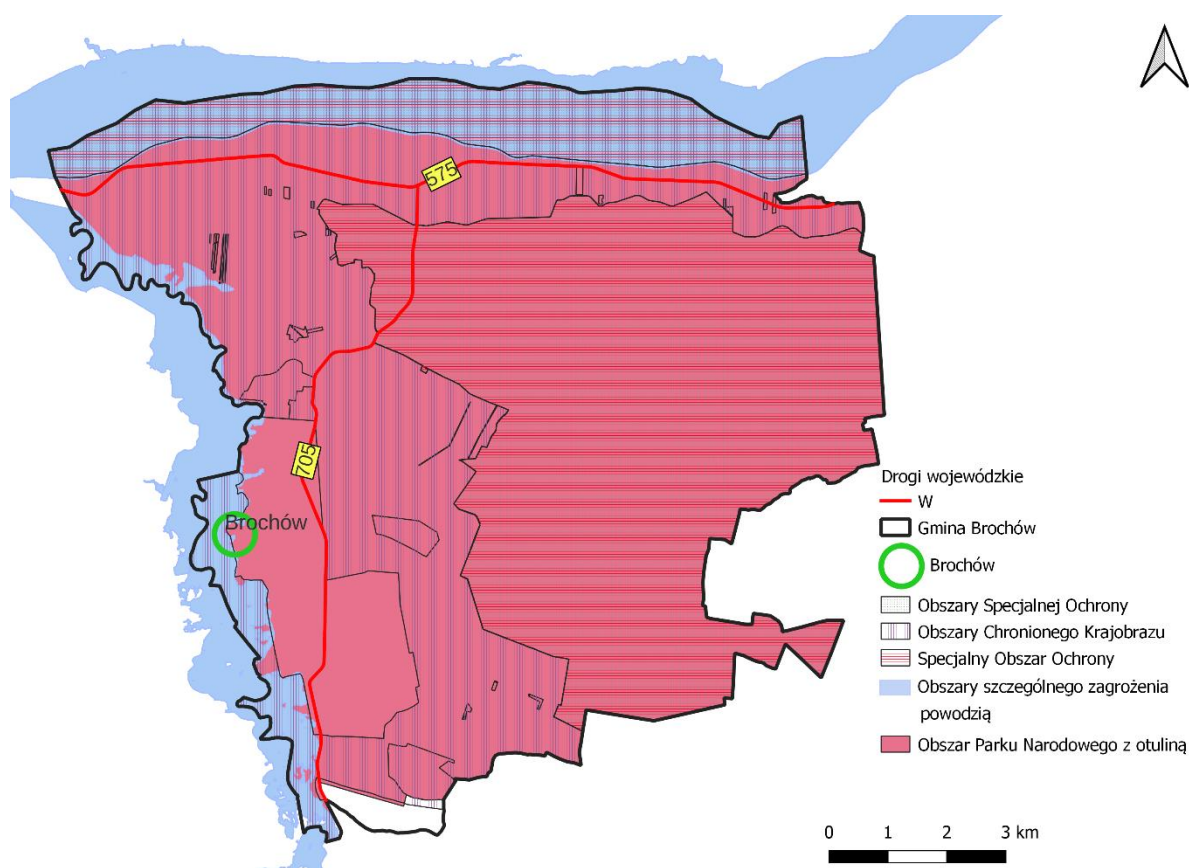 575
705
Brochów
Drogi wojewódzkie
W
Gmina Brochów
Brochów
Obszary Specjalnej Ochrony
Obszary Chronionego Krajobrazu
Specjalny Obszar Ochrony
Obszary szczególnego zagrożenia
powodzią
Obszar Parku Narodowego z otuliną
0 1 2 3 km